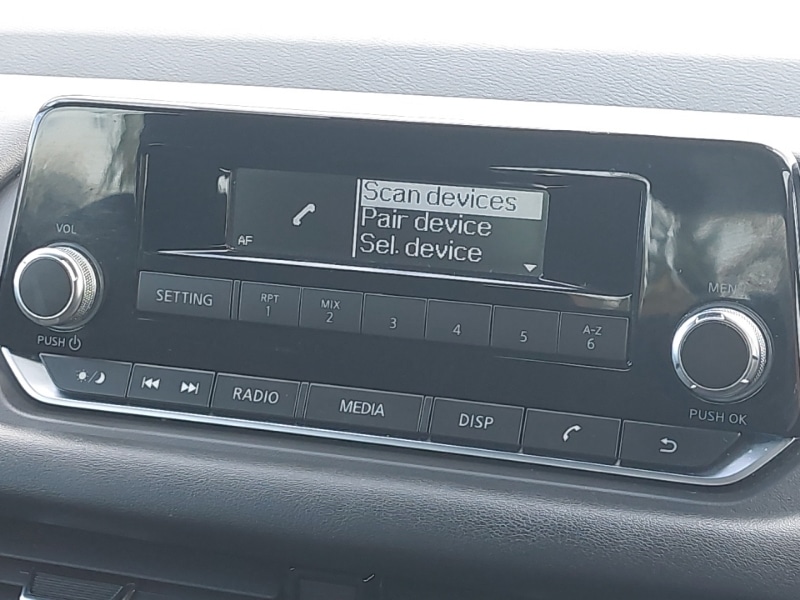 Scan devices
Pair device
Sel. device
AF
VOL
MEN
SETTING
RPT
1
MIX
2
3
4
5
A-Z
6
PUSH
PUSH OK
RADIO
MEDIA
DISP